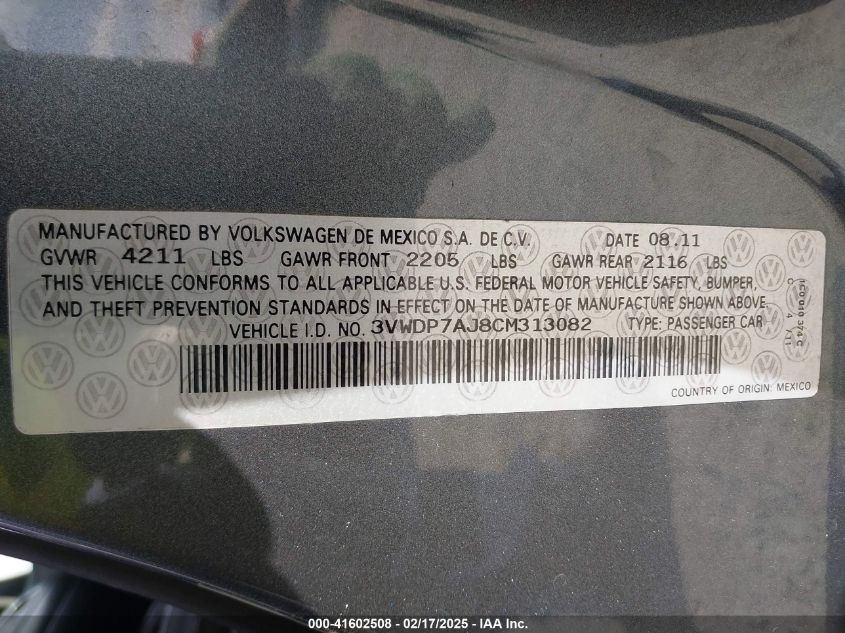 MANUFACTURED BY VOLKSWAGEN DE MEXICO S.A. DE C.V. DATE 08.11
GVWR 4211 LBS GAWR FRONT 2205 LBS GAWR REAR 2116 LBS
THIS VEHICLE CONFORMS TO ALL APPLICABLE U.S. FEDERAL MOTOR VEHICLE SAFETY, BUMPER,
AND THEFT PREVENTION STANDARDS IN EFFECT ON THE DATE OF MANUFACTURE SHOWN ABOVE.
VEHICLE I.D. NO. 3VWDP7AJ8CM313082 TYPE: PASSENGER CAR
COUNTRY OF ORIGIN: MEXICO
000-41602508 - 02/17/2025 - IAA Inc.